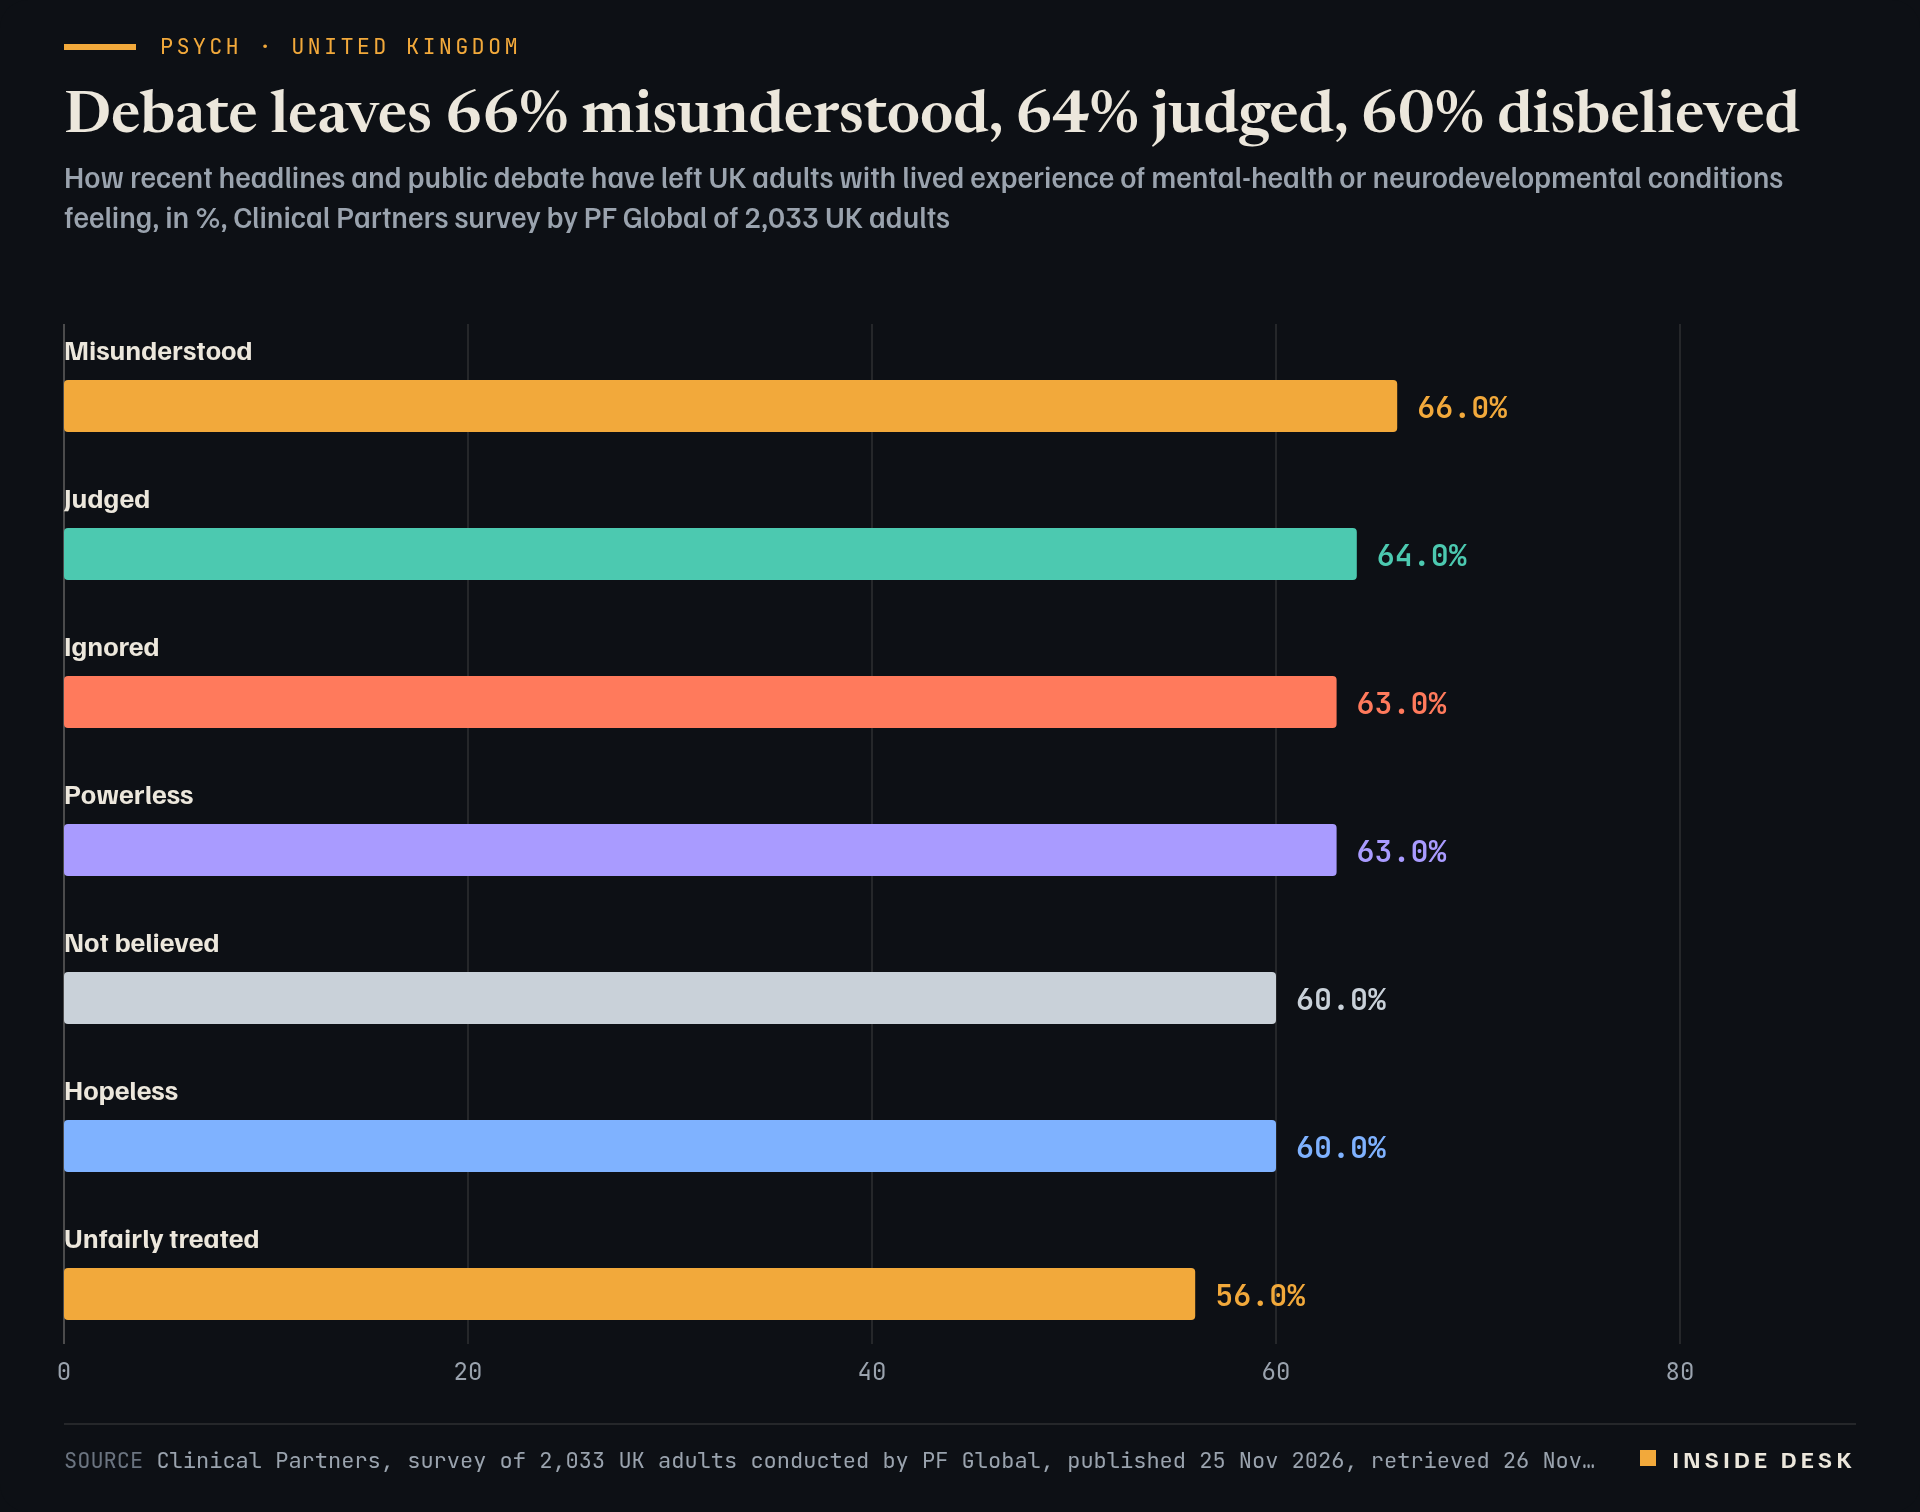 PSYCH · UNITED KINGDOM
Debate leaves 66% misunderstood, 64% judged, 60% disbelieved
How recent headlines and public debate have left UK adults with lived experience of mental-health or neurodevelopmental conditions
feeling, in %, Clinical Partners survey by PF Global of 2,033 UK adults
Misunderstood
66.0%
Judged
64.0%
Ignored
63.0%
Powerless
63.0%
Not believed
60.0%
Hopeless
60.0%
Unfairly treated
56.0%
0 20 40 60 80
SOURCE Clinical Partners, survey of 2,033 UK adults conducted by PF Global, published 25 Nov 2026, retrieved 26 Nov…
INSIDE DESK